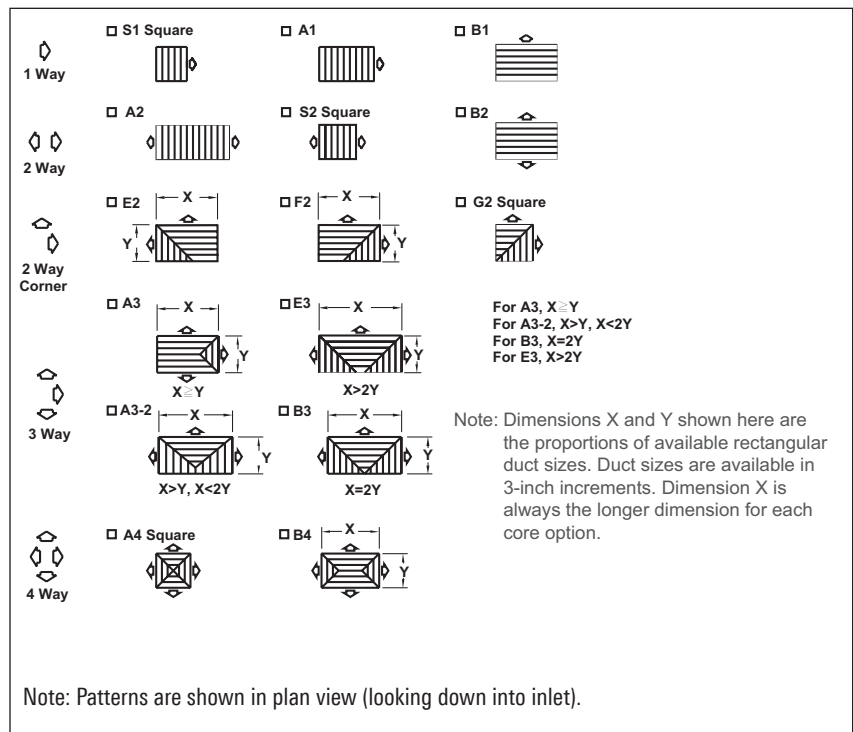 □ S1 Square □ A1 □ B1
1 Way
□ A2 □ S2 Square □ B2
2 Way
□ E2 X □ F2 X □ G2 Square
Y Y
2 Way
Corner
□ A3 X □ E3 X
Y Y
X≧Y X>2Y
For A3, X≧Y
For A3-2, X>Y, X<2Y
For B3, X=2Y
For E3, X>2Y
3 Way
□ A3-2 X □ B3 X
Y Y
X>Y, X<2Y X=2Y
Note: Dimensions X and Y shown here are
the proportions of available rectangular
duct sizes. Duct sizes are available in
3-inch increments. Dimension X is
always the longer dimension for each
core option.
□ A4 Square □ B4 X
Y
4 Way
Note: Patterns are shown in plan view (looking down into inlet).